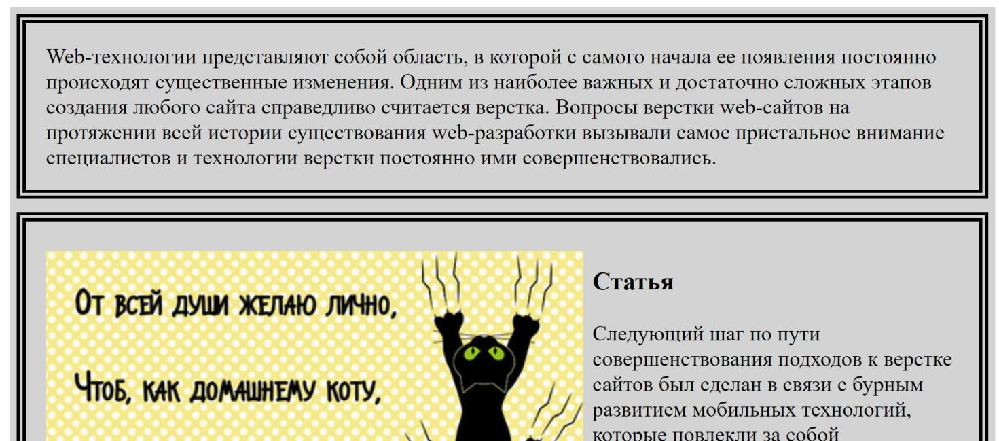 Web-технологии представляют собой область, в которой с самого начала ее появления постоянно
происходят существенные изменения. Одним из наиболее важных и достаточно сложных этапов
создания любого сайта справедливо считается верстка. Вопросы верстки web-сайтов на
протяжении всей истории существования web-разработки вызывали самое пристальное внимание
специалистов и технологии верстки постоянно ими совершенствовались.
От всей души желаю лично,
Чтоб, как домашнему коту,
Статья
Следующий шаг по пути
совершенствования подходов к верстке
сайтов был сделан в связи с бурным
развитием мобильных технологий,
которые повлекли за собой